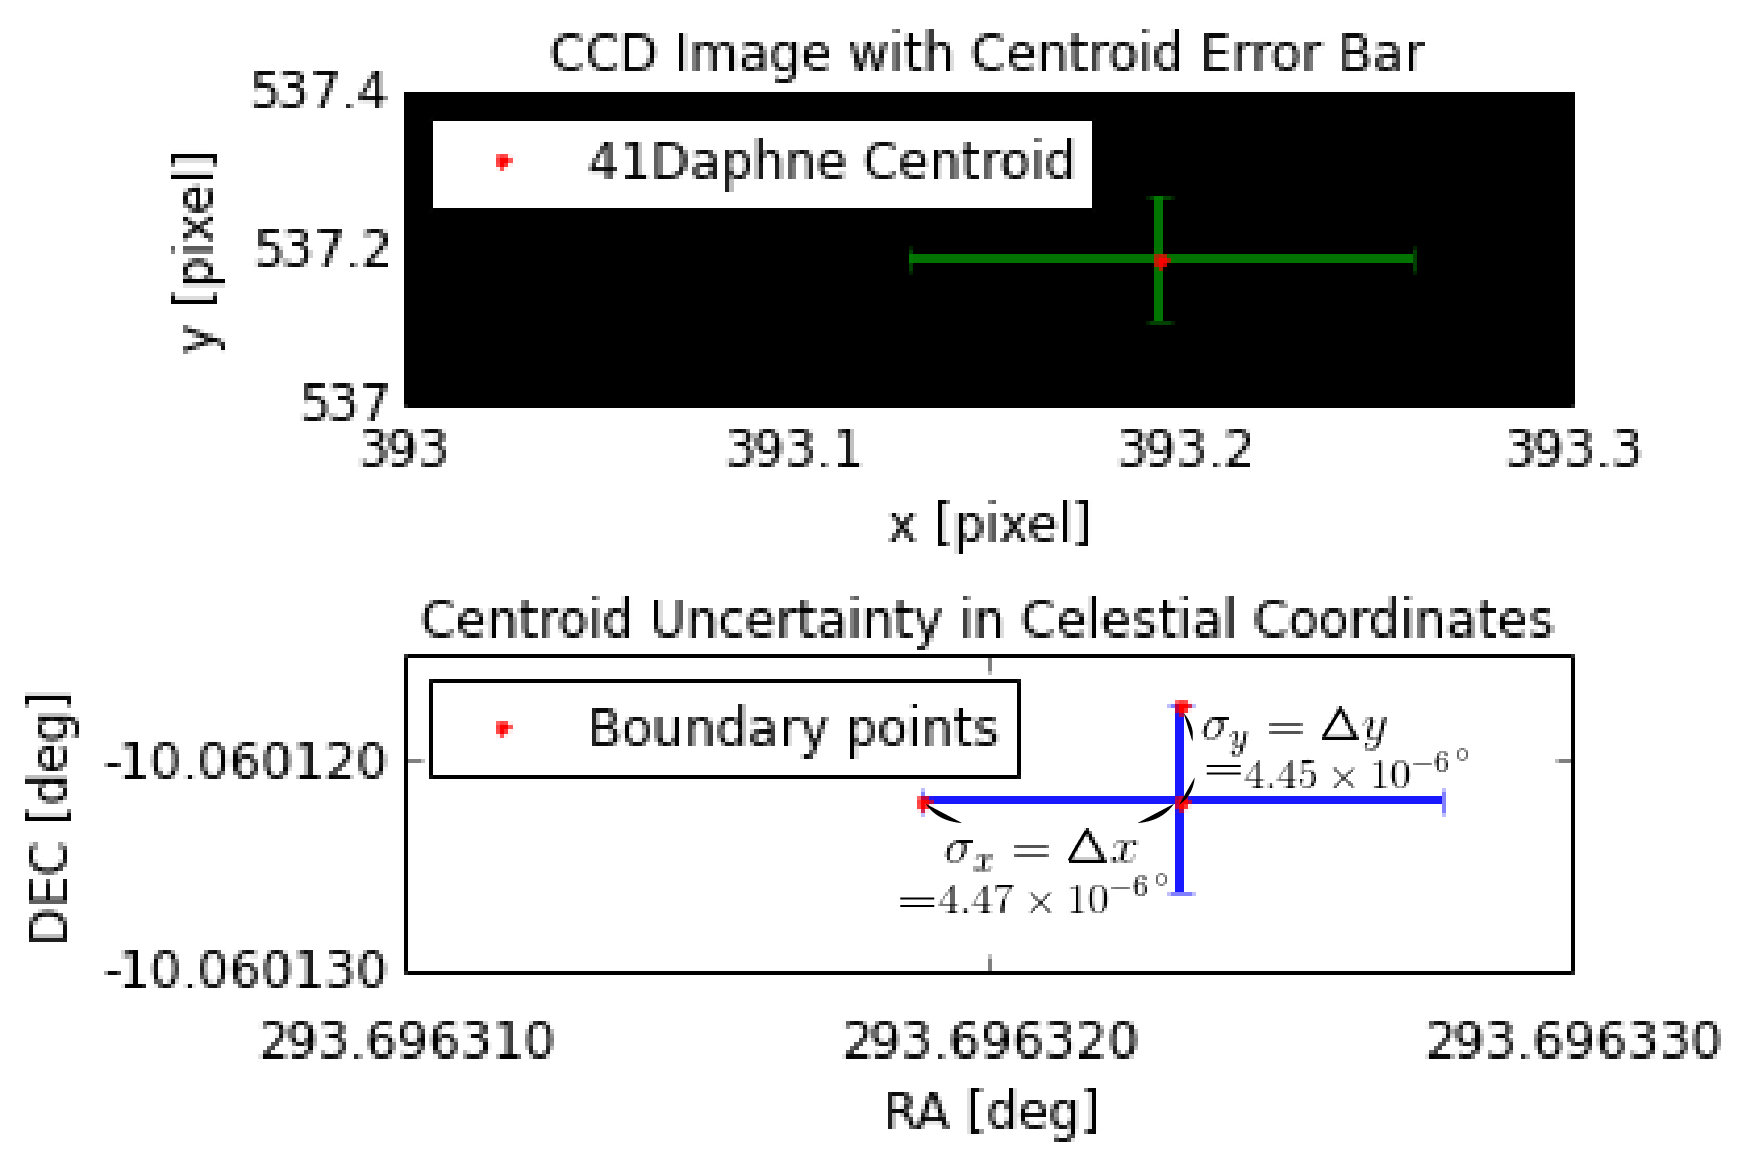 CCD Image with Centroid Error Bar
537.4
41Daphne Centroid
y [pixel]
537.2
537
393 393.1 393.2 393.3
x [pixel]
Centroid Uncertainty in Celestial Coordinates
Boundary points
σ_y = Δy
=4.45 × 10⁻⁶°
-10.060120
DEC [deg]
σₓ = Δx
=4.47 × 10⁻⁶°
-10.060130
293.696310 293.696320 293.696330
RA [deg]